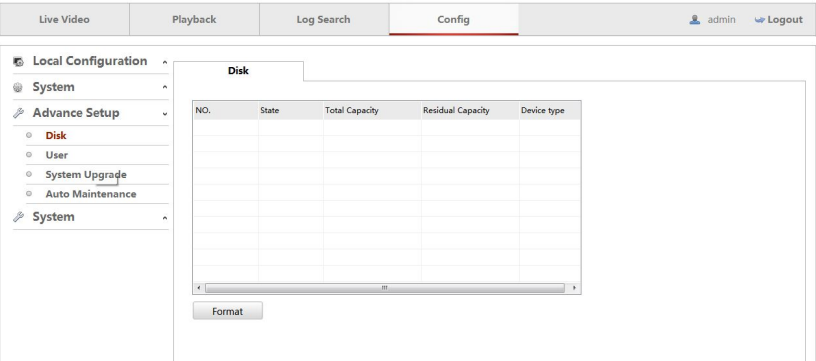 Live Video Playback Log Search Config admin Logout
Local Configuration
System
Advance Setup
Disk
User
System Upgrade
Auto Maintenance
System
Disk
NO. State Total Capacity Residual Capacity Device type
Format